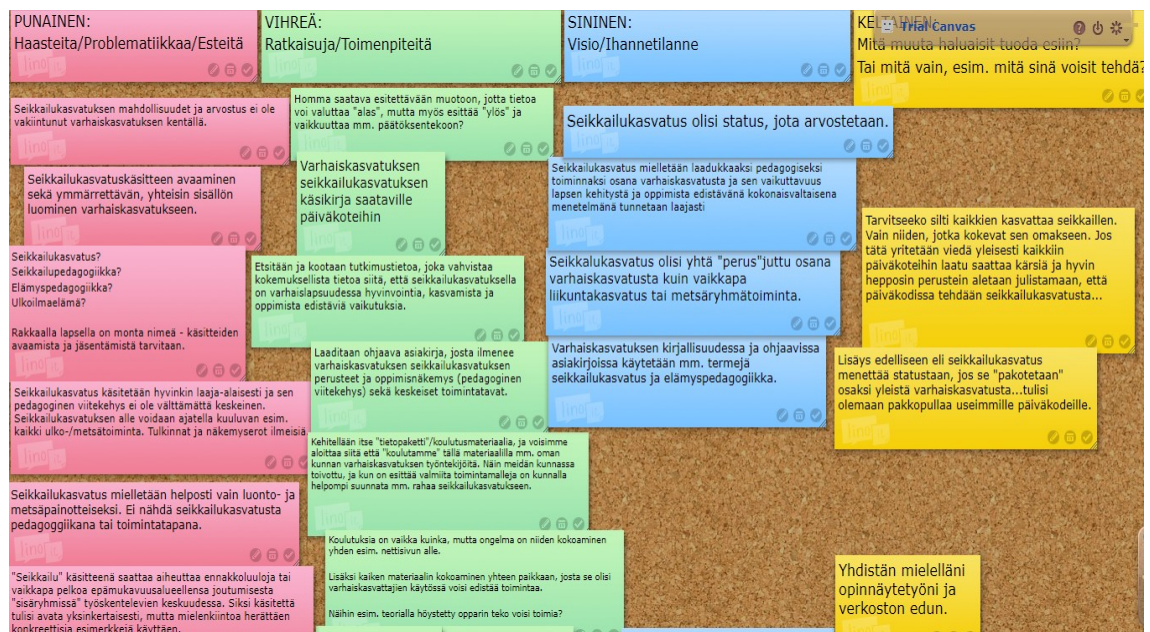 PUNAINEN:
Haasteita/Problematiikkaa/Esteitä
Seikkailukasvatuksen mahdollisuudet ja arvostus ei ole
vakiintunut varhaiskasvatuksen kentällä.
Seikkailukasvatuskäsitteen avaaminen
sekä ymmärrettävän, yhteisin sisällön
luominen varhaiskasvatukseen.
Seikkailukasvatus?
Seikkailupedagogiikka?
Elämyspedagogiikka?
Ulkoilmaelämä?
Rakkaalla lapsella on monta nimeä - käsitteiden
avaamista ja jäsentämistä tarvitaan.
Seikkailukasvatus käsitetään hyvinkin laaja-alaisesti ja sen
pedagoginen viitekehys ei ole välttämättä keskeinen.
Seikkailukasvatuksen alle voidaan ajatella kuuluvan esim.
kaikki ulko-/metsätoiminta. Tulkinnat ja näkemyserot ilmeisiä.
Seikkailukasvatus mielletään helposti vain luonto- ja
metsäpainotteiseksi. Ei nähdä seikkailukasvatusta
pedagoggiikana tai toimintatapana.
"Seikkailu" käsitteenä saattaa aiheuttaa ennakkoluuloja tai
vaikkapa pelkoa epämukavuusalueellensa joutumisesta
"sisäryhmissä" työskentelevien keskuudessa. Siksi käsitettä
tulisi avata yksinkertaisesti, mutta mielenkiintoa herättäen
konkreettisia esimerkkejä käyttäen.
VIHREÄ:
Ratkaisuja/Toimenpiteitä
Homma saatava esitettävään muotoon, jotta tietoa
voi valuttaa "alas", mutta myös esittää "ylös" ja
vaikkuuttaa mm. päätöksentekoon?
Varhaiskasvatuksen
seikkailukasvatuksen
käsikirja saataville
päiväkoteihin
Etsitään ja kootaan tutkimustietoa, joka vahvistaa
kokemuksellista tietoa siitä, että seikkailukasvatuksella
on varhaislapsuudessa hyvinvointia, kasvamista ja
oppimista edistäviä vaikutuksia.
Laaditaan ohjaava asiakirja, josta ilmenee
varhaiskasvatuksen seikkailukasvatuksen
perusteet ja oppimisnäkemys (pedagoginen
viitekehys) sekä keskeiset toimintatavat.
Kehitellään itse "tietopaketti"/koulutusmateriaalia, ja voisimme
aloittaa siitä että "koulutamme" tällä materiaalilla mm. oman
kunnan varhaiskasvatuksen työntekijöitä. Näin meidän kunnassa
toivottu, ja kun on esittää valmiita toimintamalleja on kunnalla
helpompi suunnata mm. rahaa seikkailukasvatukseen.
Koulutuksia on vaikka kuinka, mutta ongelma on niiden kokoaminen
yhden esim. nettisivun alle.
Lisäksi kaiken materiaalin kokoaminen yhteen paikkaan, josta se olisi
varhaiskasvattajien käytössä voisi edistää toimintaa.
Näihin esim. teorialla höystetty opparin teko voisi toimia?
SININEN:
Visio/Ihannetilanne
Seikkailukasvatus olisi status, jota arvostetaan.
Seikkailukasvatus mielletään laadukkaaksi pedagogiseksi
toiminnaksi osana varhaiskasvatusta ja sen vaikuttavuus
lapsen kehitystä ja oppimista edistävänä kokonaisvaltaisena
menetelmänä tunnetaan laajasti
Seikkalukasvatus olisi yhtä "perus"juttu osana
varhaiskasvatusta kuin vaikkapa
liikuntakasvatus tai metsäryhmätoiminta.
Varhaiskasvatuksen kirjallisuudessa ja ohjaavissa
asiakirjoissa käytetään mm. termejä
seikkailukasvatus ja elämyspedagogiikka.
KELTAINEN:
Trial Canvas
Mitä muuta haluaisit tuoda esiin?
Tai mitä vain, esim. mitä sinä voisit tehdä?
Tarvitseeko silti kaikkien kasvattaa seikkaillen.
Vain niiden, jotka kokevat sen omakseen. Jos
tätä yritetään viedä yleisesti kaikkiin
päiväkoteihin laatu saattaa kärsiä ja hyvin
hepposin perustein aletaan julistamaan, että
päiväkodissa tehdään seikkailukasvatusta...
Lisäys edelliseen eli seikkailukasvatus
menettää statustaan, jos se "pakotetaan"
osaksi yleistä varhaiskasvatusta...tulisi
olemaan pakkopullaa useimmille päiväkodeille.
Yhdistän mielelläni
opinnäytetyöni ja
verkoston edun.